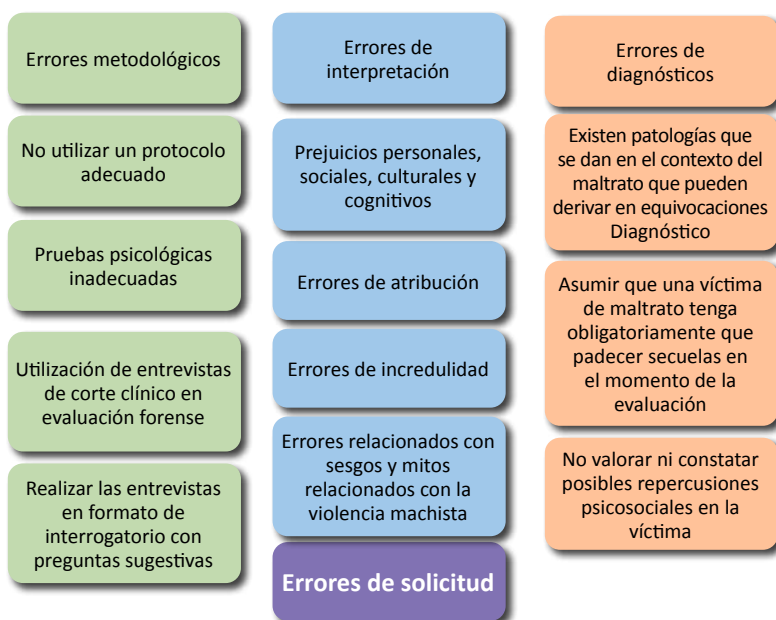 Errores metodológicos
No utilizar un protocolo
adecuado
Pruebas psicológicas
inadecuadas
Utilización de entrevistas
de corte clínico en
evaluación forense
Realizar las entrevistas
en formato de
interrogatorio con
preguntas sugestivas
Errores de
interpretación
Prejuicios personales,
sociales, culturales y
cognitivos
Errores de atribución
Errores de incredulidad
Errores relacionados con
sesgos y mitos
relacionados con la
violencia machista
Errores de solicitud
Errores de
diagnósticos
Existen patologías que
se dan en el contexto del
maltrato que pueden
derivar en equivocaciones
Diagnóstico
Asumir que una víctima
de maltrato tenga
obligatoriamente que
padecer secuelas en
el momento de la
evaluación
No valorar ni constatar
posibles repercusiones
psicosociales en la
víctima